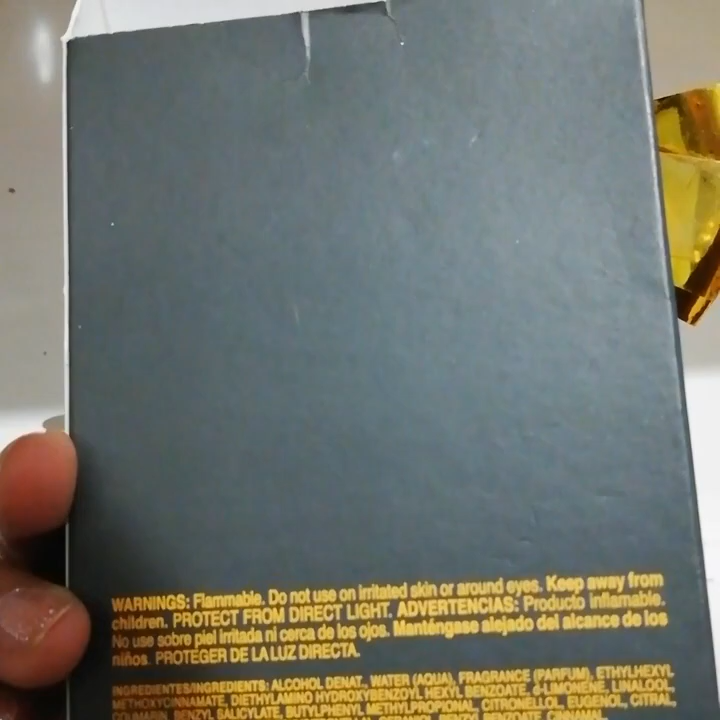 WARNINGS: Flammable. Do not use on irritated skin or around eyes. Keep away from
children. PROTECT FROM DIRECT LIGHT. ADVERTENCIAS: Producto inflamable.
No use sobre piel irritada ni cerca de los ojos. Manténgase alejado del alcance de los
niños. PROTÉGER DE LA LUZ DIRECTA.
INGREDIENTES/INGREDIENTS: ALCOHOL DENAT., WATER (AQUA), FRAGRANCE (PARFUM), ETHYLHEXYL
METHOXYCINNAMATE, DIETHYLAMINO HYDROXYBENZOYL HEXYL BENZOATE, d-LIMONENE, LINALOOL,
COUMARIN, BENZYL SALICYLATE, BUTYLPHENYL METHYLPROPIONAL, CITRONELLOL, EUGENOL, CITRAL,